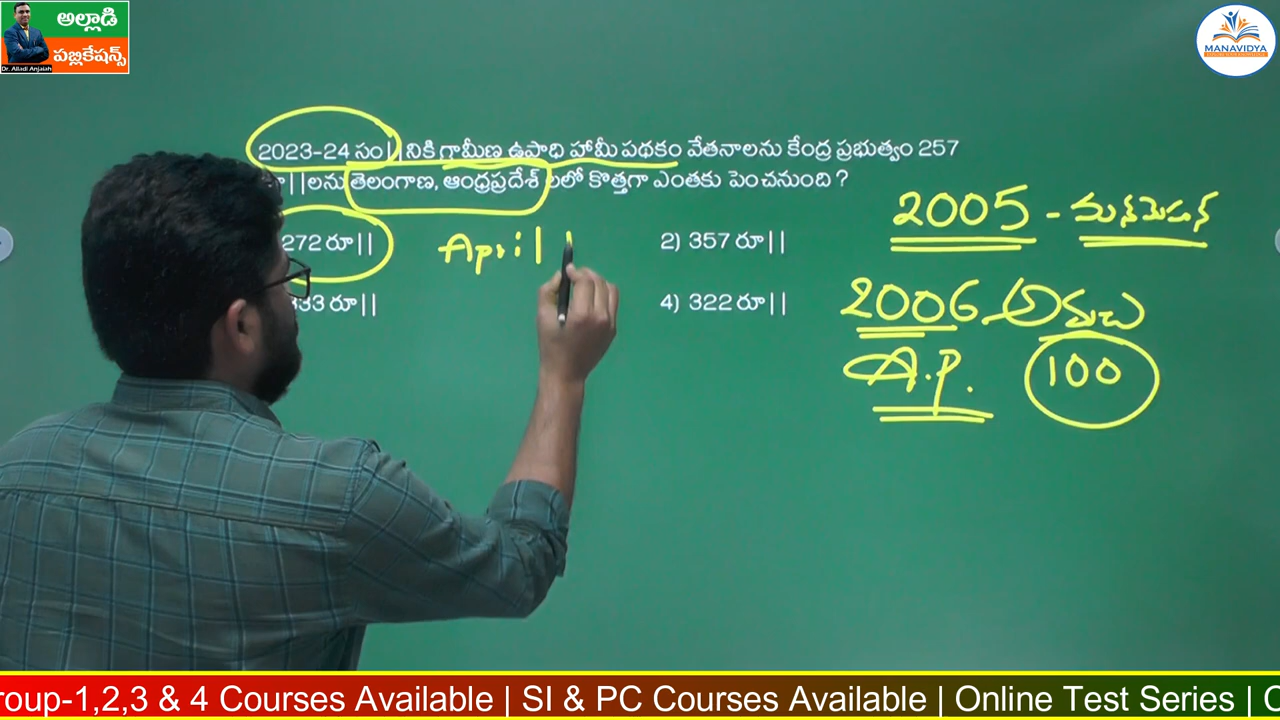 అల్లాడి
పబ్లికేషన్స్
Dr. Alladi Anjaiah
MANAVIDYA
2023-24 సం||నికి గ్రామీణ ఉపాధి హామీ పథకం వేతనాలను కేంద్ర ప్రభుత్వం 257
||లను తెలంగాణ, ఆంధ్రప్రదేశ్ లలో కొత్తగా ఎంతకు పెంచనుంది ?
272 రూ||
2) 357 రూ||
333 రూ||
4) 322 రూ||
April 1
2005 - మన్మోహన్
2006
A.P. 100
roup-1,2,3 & 4 Courses Available | SI & PC Courses Available | Online Test Series | C